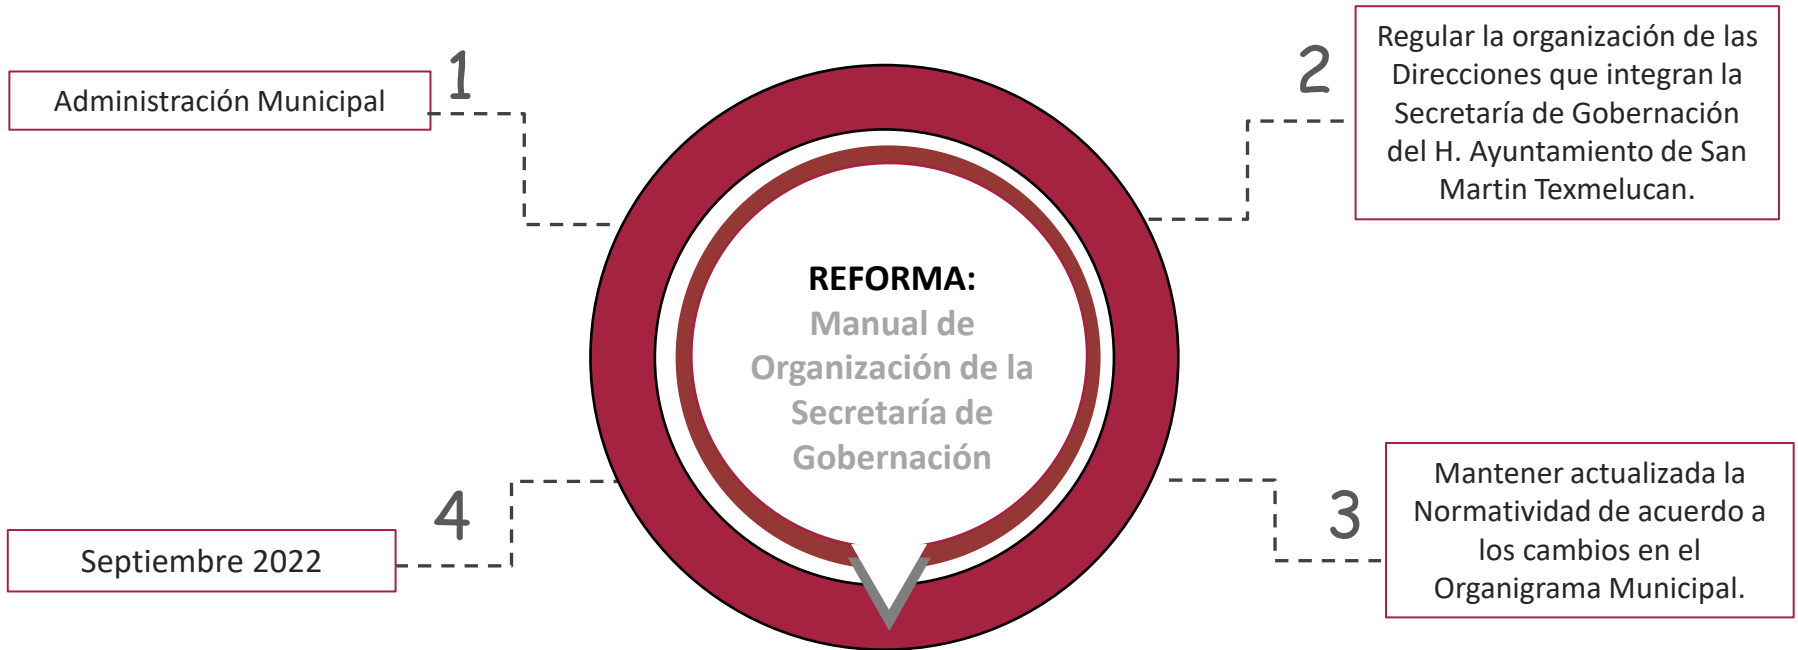 1
Administración Municipal
2
Regular la organización de las
Direcciones que integran la
Secretaría de Gobernación
del H. Ayuntamiento de San
Martin Texmelucan.
REFORMA:
Manual de
Organización de la
Secretaría de
Gobernación
3
Mantener actualizada la
Normatividad de acuerdo a
los cambios en el
Organigrama Municipal.
4
Septiembre 2022